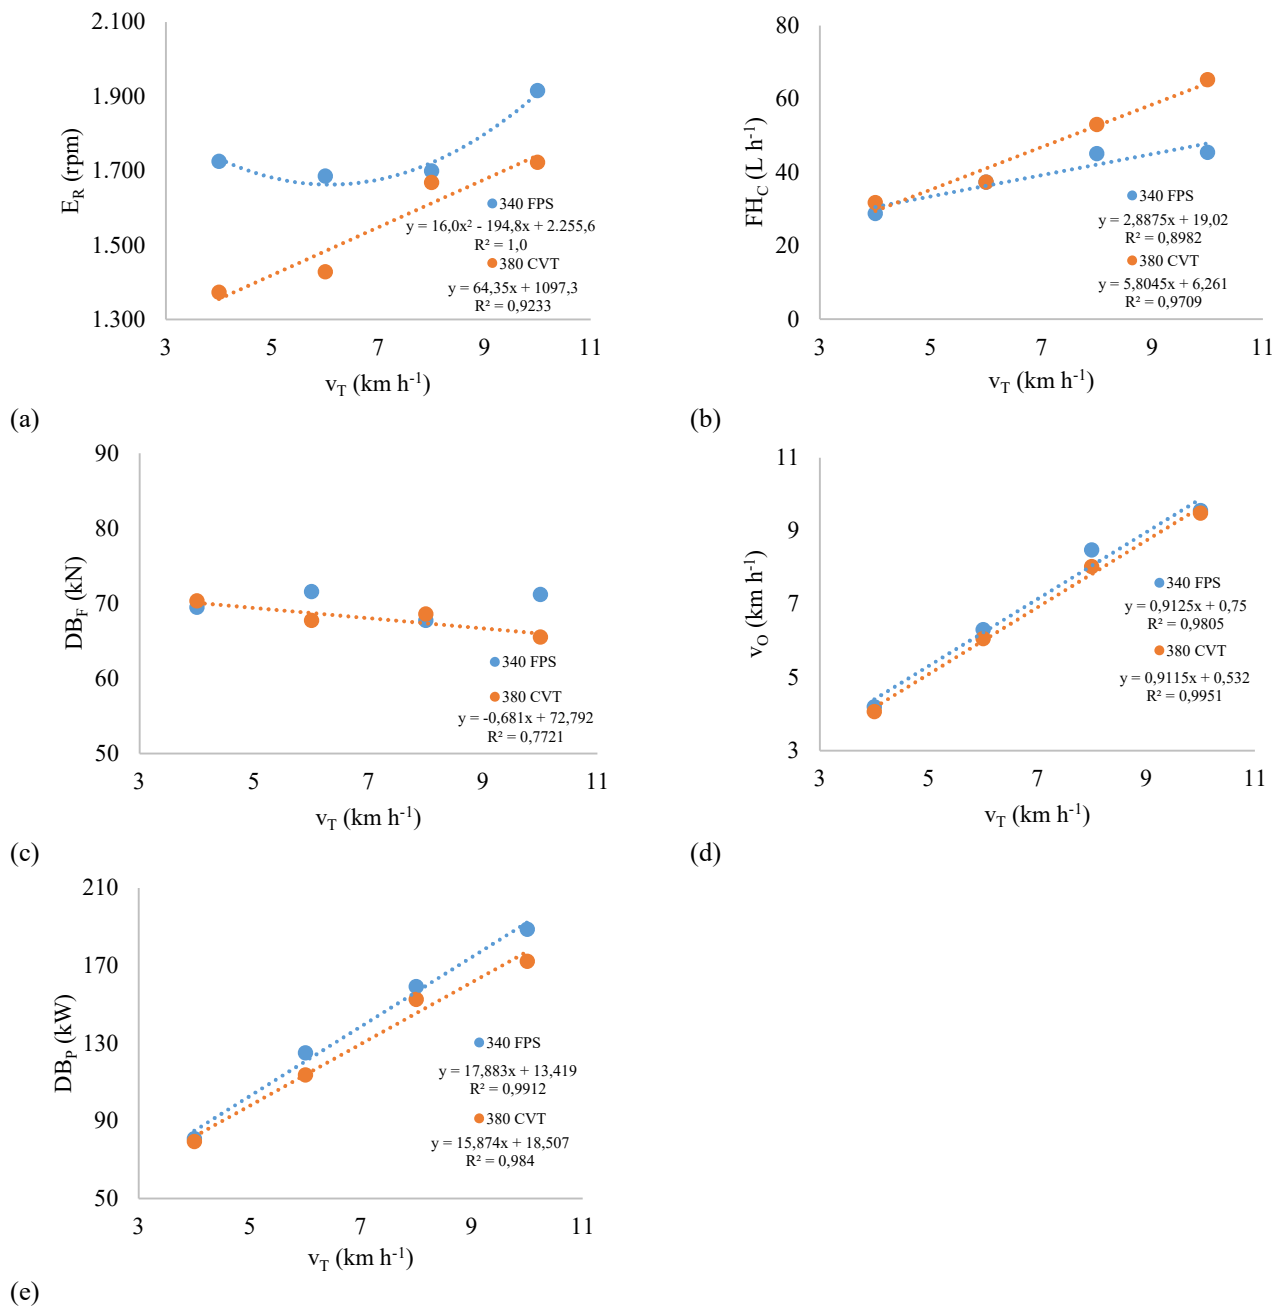 2.100
1.900
1.700
1.500
1.300
E_R (rpm)
340 FPS
y = 16,0x² - 194,8x + 2.255,6
R² = 1,0
380 CVT
y = 64,35x + 1097,3
R² = 0,9233
3 5 7 9 11
v_T (km h⁻¹)
(a)
80
60
40
20
0
FH_C (L h⁻¹)
340 FPS
y = 2,8875x + 19,02
R² = 0,8982
380 CVT
y = 5,8045x + 6,261
R² = 0,9709
3 5 7 9 11
v_T (km h⁻¹)
(b)
90
80
70
60
50
DB_F (kN)
340 FPS
380 CVT
y = -0,681x + 72,792
R² = 0,7721
3 5 7 9 11
v_T (km h⁻¹)
(c)
11
9
7
5
3
v_O (km h⁻¹)
340 FPS
y = 0,9125x + 0,75
R² = 0,9805
380 CVT
y = 0,9115x + 0,532
R² = 0,9951
3 5 7 9 11
v_T (km h⁻¹)
(d)
210
170
130
90
50
DB_P (kW)
340 FPS
y = 17,883x + 13,419
R² = 0,9912
380 CVT
y = 15,874x + 18,507
R² = 0,984
3 5 7 9 11
v_T (km h⁻¹)
(e)